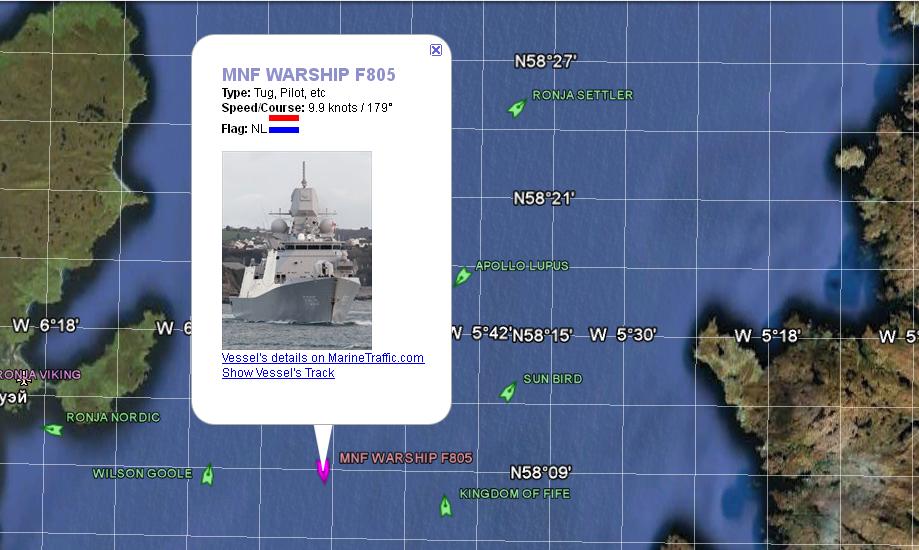 MNF WARSHIP F805
Type: Tug, Pilot, etc
Speed/Course: 9.9 knots / 179°
Flag: NL
Vessel's details on MarineTraffic.com
Show Vessel's Track
N58°27'
RONJA SETTLER
N58°21'
APOLLO LUPUS
W 6°18'
W 6
W 5°42'
N58°15'
W 5°30'
W 5°18'
W 5
RONJA VIKING
уэй
SUN BIRD
RONJA NORDIC
MNF WARSHIP F805
WILSON GOOLE
N58°09'
KINGDOM OF FIFE